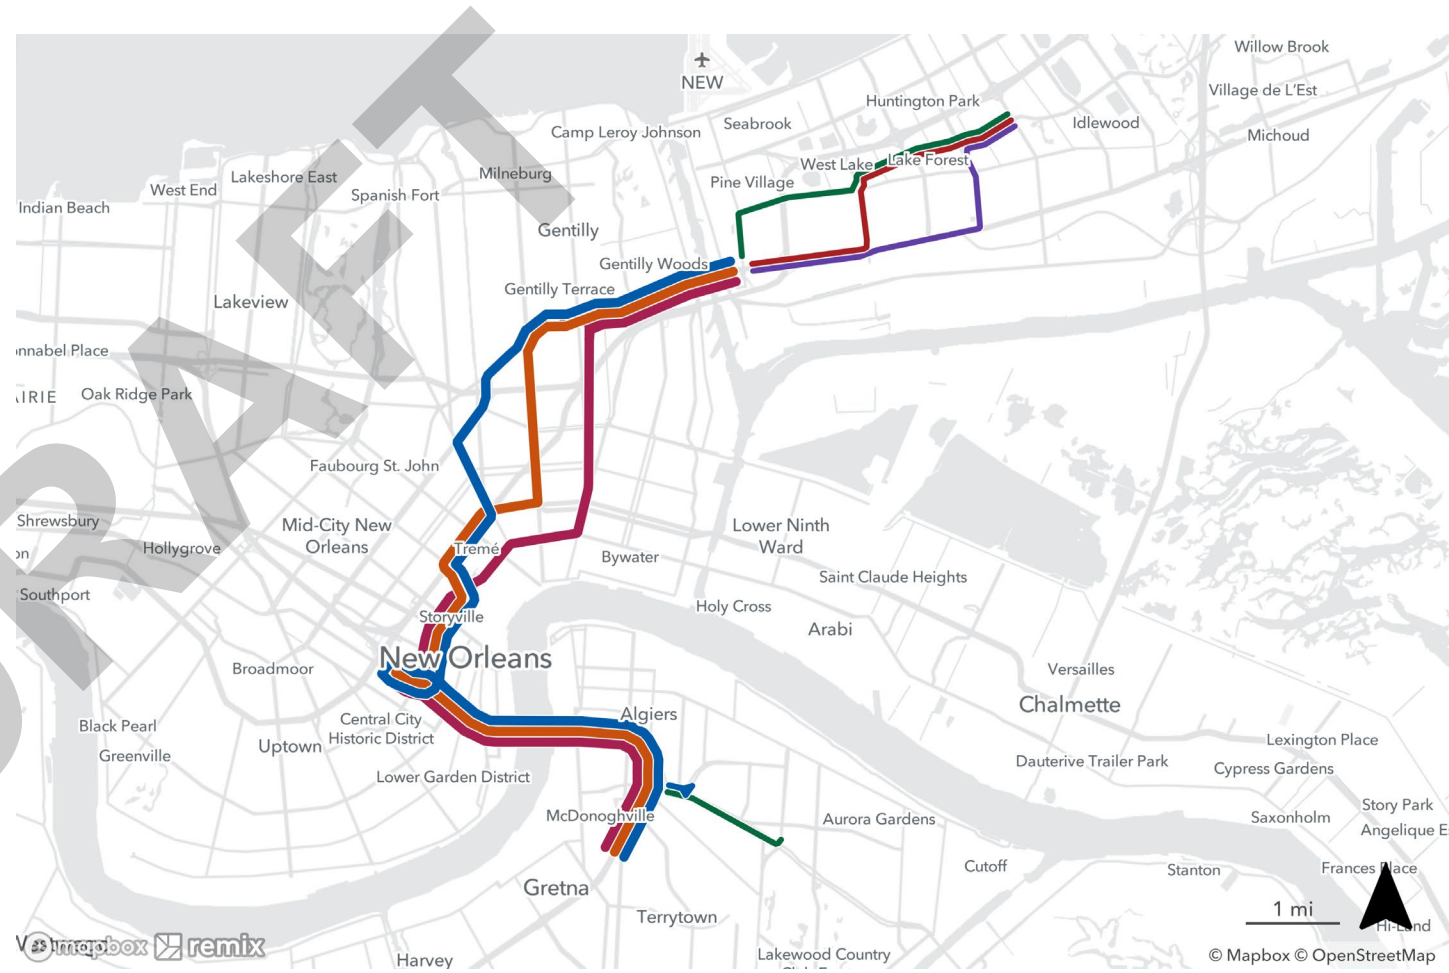 DRAFT
Willow Brook
NEW
Village de L'Est
Huntington Park
Camp Leroy Johnson
Seabrook
Idlewood
Michoud
West Lake
Lake Forest
Lakeshore East
Milneburg
Pine Village
West End
Spanish Fort
Indian Beach
Gentilly
Gentilly Woods
Gentilly Terrace
Lakeview
nnabel Place
Oak Ridge Park
AIRIE
Faubourg St. John
Shrewsbury
Mid-City New
Orleans
Lower Ninth
Ward
Hollygrove
Tremé
on
Bywater
Saint Claude Heights
Southport
Holy Cross
Storyville
Arabi
New Orleans
Broadmoor
Versailles
Chalmette
Central City
Historic District
Algiers
Black Pearl
Uptown
Greenville
Lexington Place
Dauterive Trailer Park
Cypress Gardens
Lower Garden District
Story Park
McDonoghville
Aurora Gardens
Saxonholm
Angelique E
Cutoff
Stanton
Frances Place
Gretna
1 mi
Terrytown
Hi-Land
mapbox remix
Harvey
Lakewood Country
© Mapbox © OpenStreetMap